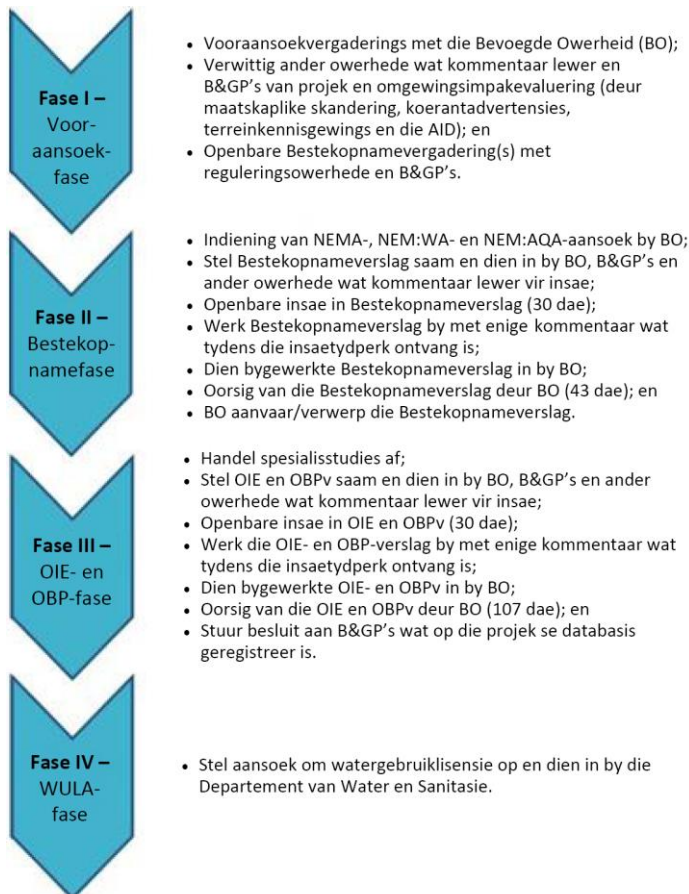 Fase I –
Voor-
aansoek-
fase
• Vooraansoekvergaderings met die Bevoegde Owerheid (BO);
• Verwittig ander owerhede wat kommentaar lewer en
B&GP’s van projek en omgewingsimpakevaluering (deur
maatskaplike skandering, koerantadvertensies,
terreinkennisgewings en die AID); en
• Openbare Bestekopnamevergadering(s) met
reguleringsowerhede en B&GP’s.
Fase II –
Bestekop-
namefase
• Indiening van NEMA-, NEM:WA- en NEM:AQA-aansoek by BO;
• Stel Bestekopnameverslag saam en dien in by BO, B&GP’s en
ander owerhede wat kommentaar lewer vir insae;
• Openbare insae in Bestekopnameverslag (30 dae);
• Werk Bestekopnameverslag by met enige kommentaar wat
tydens die insaetydperk ontvang is;
• Dien bygewerkte Bestekopnameverslag in by BO;
• Oorsig van die Bestekopnameverslag deur BO (43 dae); en
• BO aanvaar/verwerp die Bestekopnameverslag.
Fase III –
OIE- en
OBP-fase
• Handel spesialisstudies af;
• Stel OIE en OBPv saam en dien in by BO, B&GP’s en ander
owerhede wat kommentaar lewer vir insae;
• Openbare insae in OIE en OBPv (30 dae);
• Werk die OIE- en OBP-verslag by met enige kommentaar wat
tydens die insaetydperk ontvang is;
• Dien bygewerkte OIE- en OBPv in by BO;
• Oorsig van die OIE en OBPv deur BO (107 dae); en
• Stuur besluit aan B&GP’s wat op die projek se databasis
geregistreer is.
Fase IV –
WULA-
fase
• Stel aansoek om watergebruiklisensie op en dien in by die
Departement van Water en Sanitasie.